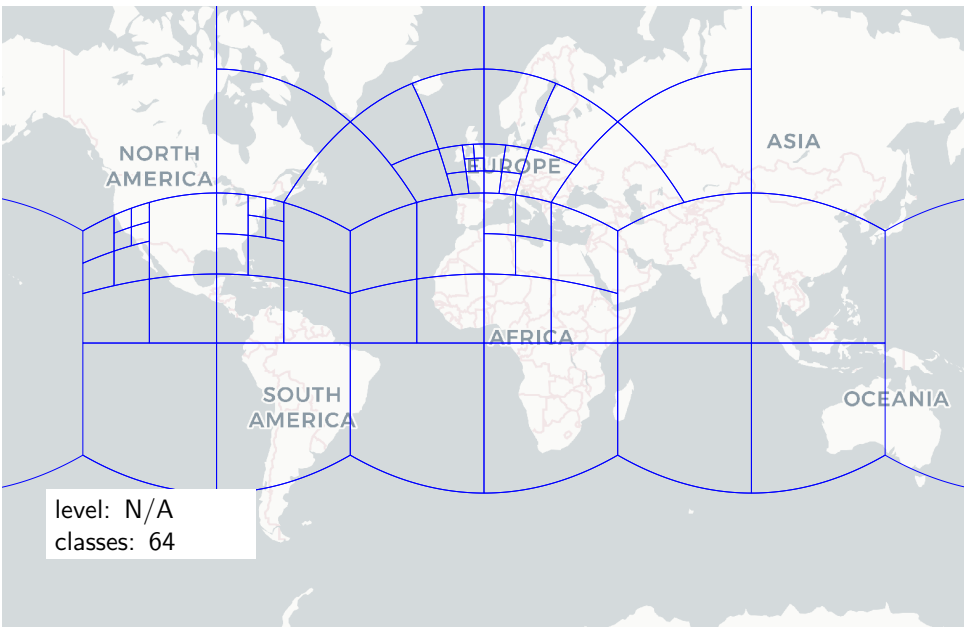 ASIA
NORTH
AMERICA
EUROPE
AFRICA
SOUTH
AMERICA
OCEANIA
level: N/A
classes: 64